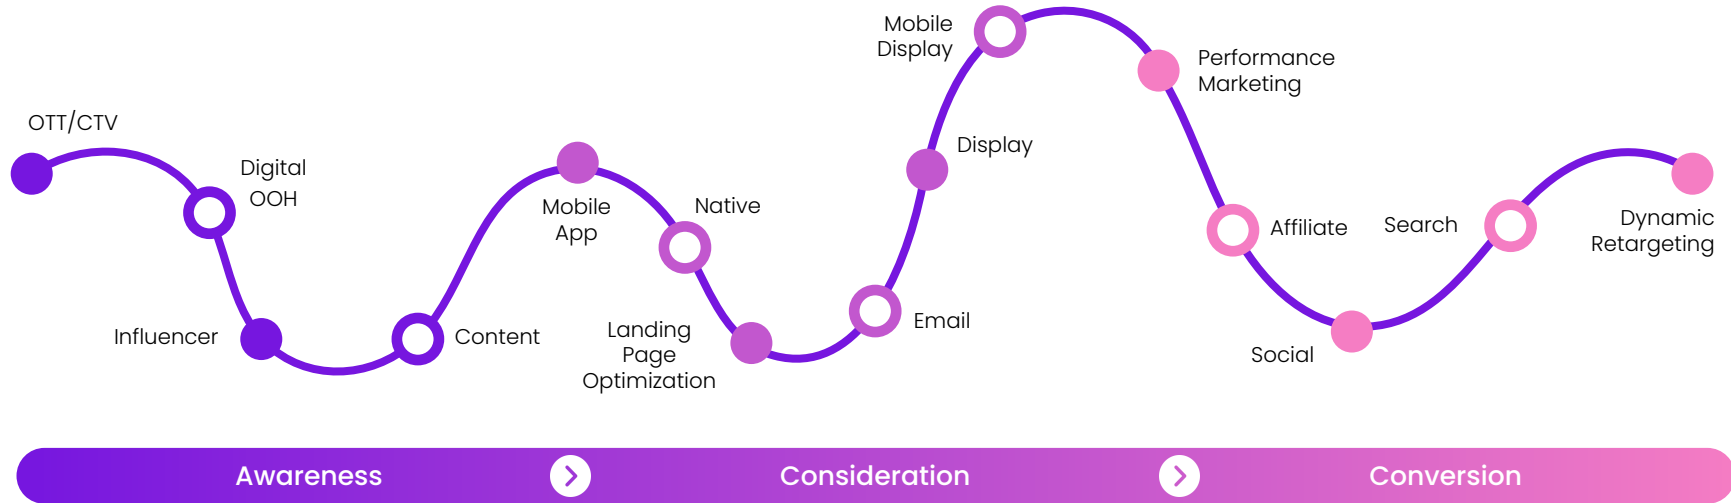 OTT/CTV
Digital
OOH
Influencer
Content
Mobile
App
Native
Landing
Page
Optimization
Email
Display
Mobile
Display
Performance
Marketing
Affiliate
Social
Search
Dynamic
Retargeting
Awareness
Consideration
Conversion